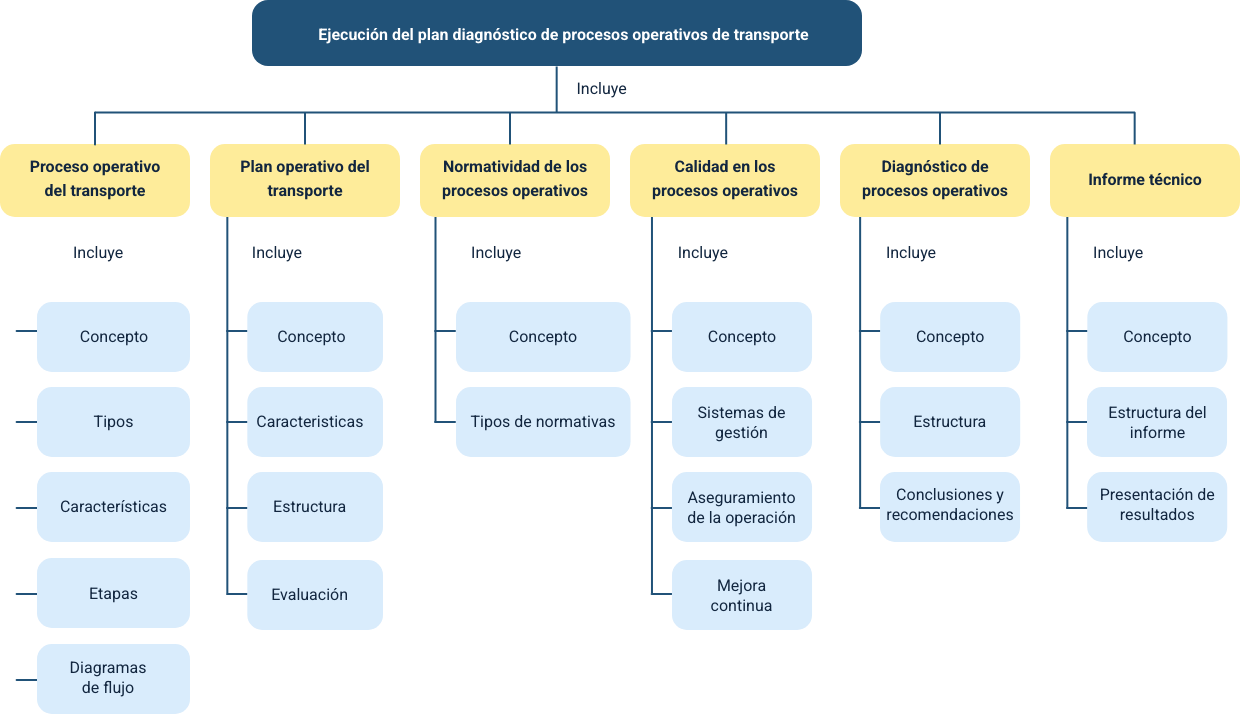 Ejecución del plan diagnóstico de procesos operativos de transporte
Incluye
Proceso operativo
del transporte
Incluye
Concepto
Tipos
Características
Etapas
Diagramas
de flujo
Plan operativo del
transporte
Incluye
Concepto
Caracteristicas
Estructura
Evaluación
Normatividad de los
procesos operativos
Incluye
Concepto
Tipos de normativas
Calidad en los
procesos operativos
Incluye
Concepto
Sistemas de
gestión
Aseguramiento
de la operación
Mejora
continua
Diagnóstico de
procesos operativos
Incluye
Concepto
Estructura
Conclusiones y
recomendaciones
Informe técnico
Incluye
Concepto
Estructura del
informe
Presentación de
resultados